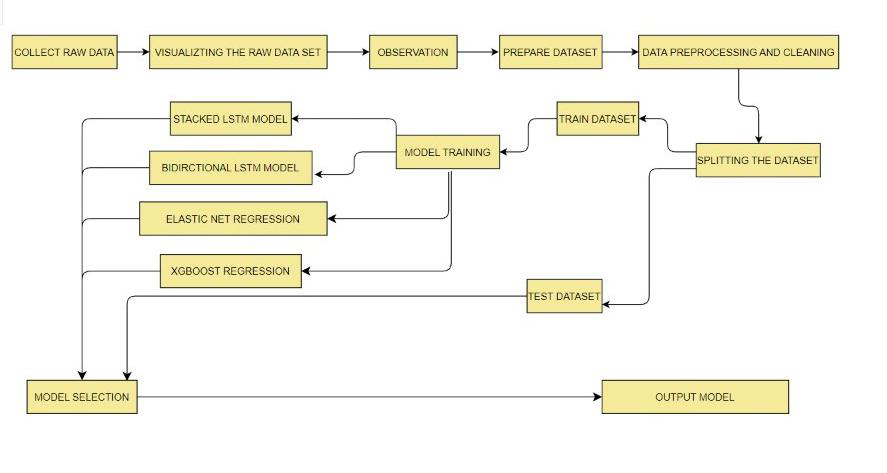 COLLECT RAW DATA
VISUALIZTING THE RAW DATA SET
OBSERVATION
PREPARE DATASET
DATA PREPROCESSING AND CLEANING
STACKED LSTM MODEL
TRAIN DATASET
MODEL TRAINING
SPLITTING THE DATASET
BIDIRCTIONAL LSTM MODEL
ELASTIC NET REGRESSION
XGBOOST REGRESSION
TEST DATASET
MODEL SELECTION
OUTPUT MODEL